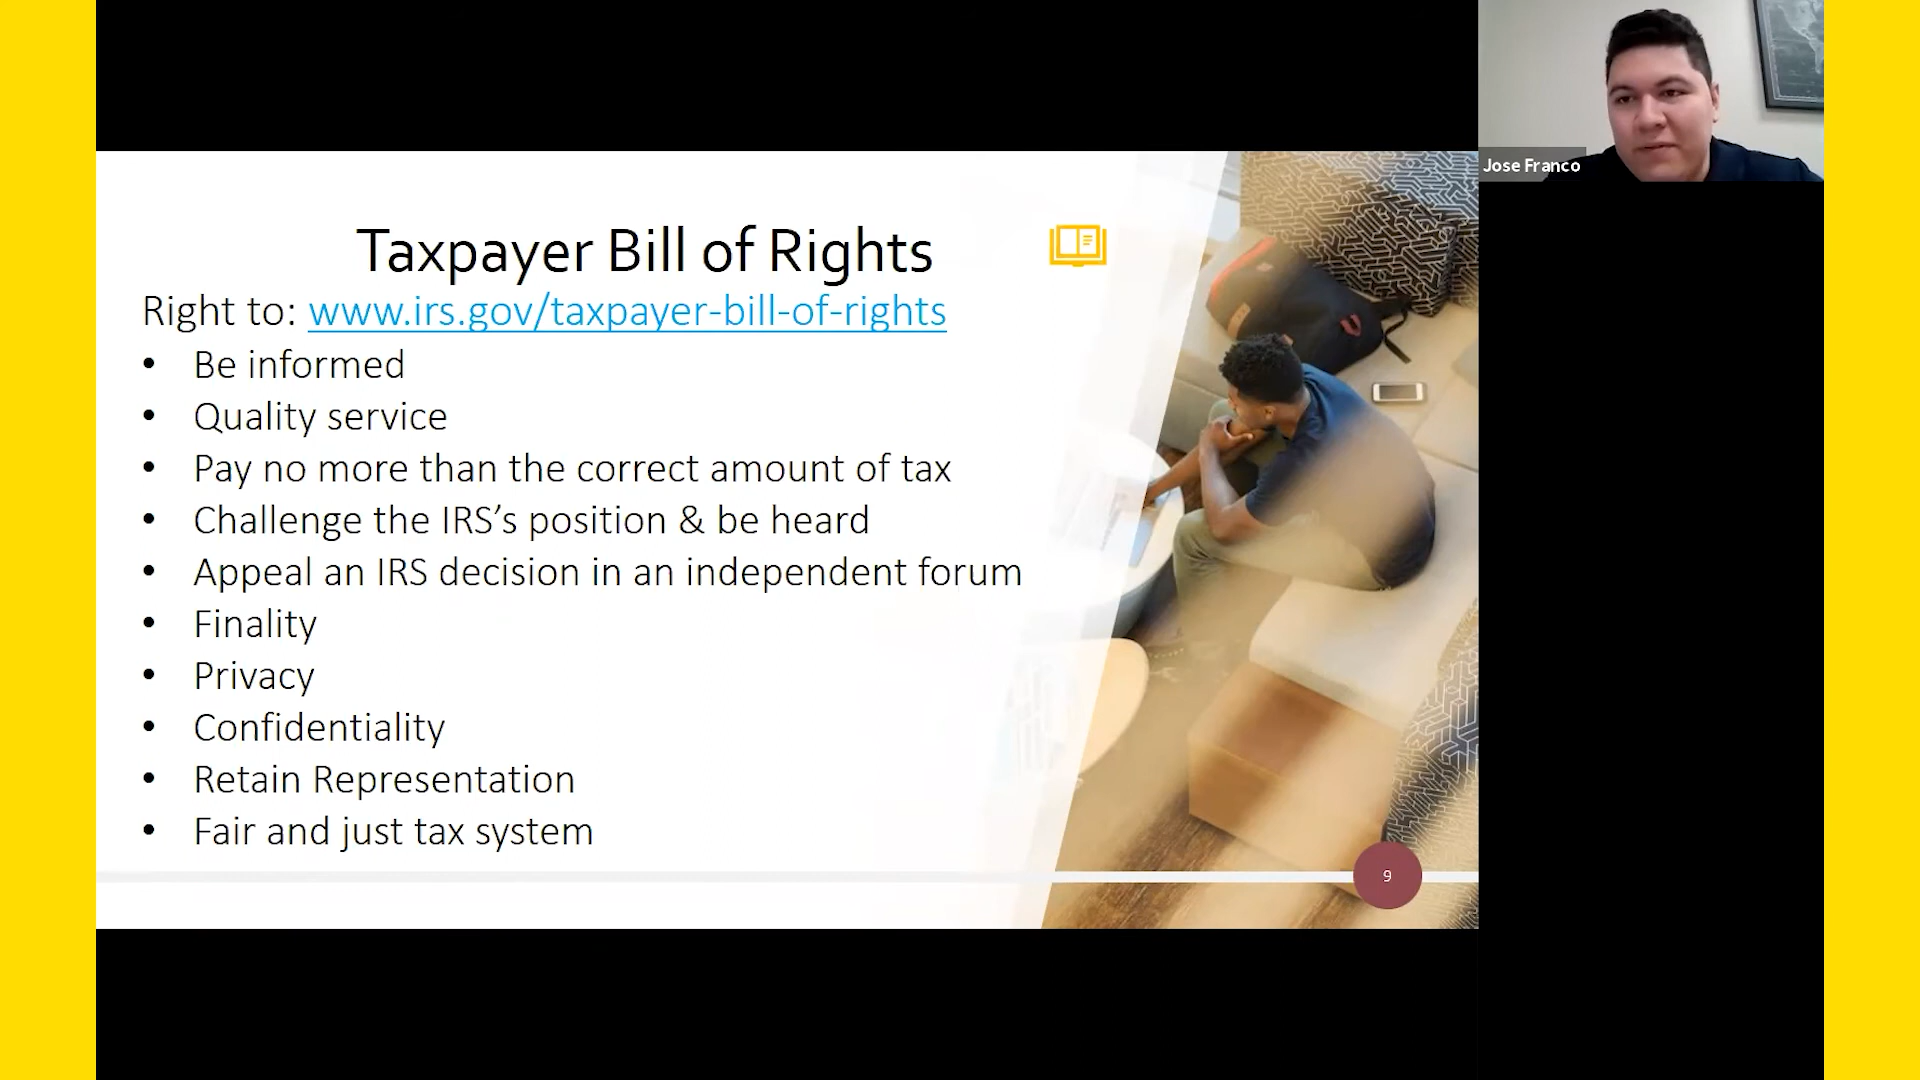 Taxpayer Bill of Rights
Right to: www.irs.gov/taxpayer-bill-of-rights
• Be informed
• Quality service
• Pay no more than the correct amount of tax
• Challenge the IRS’s position & be heard
• Appeal an IRS decision in an independent forum
• Finality
• Privacy
• Confidentiality
• Retain Representation
• Fair and just tax system
9
Jose Franco